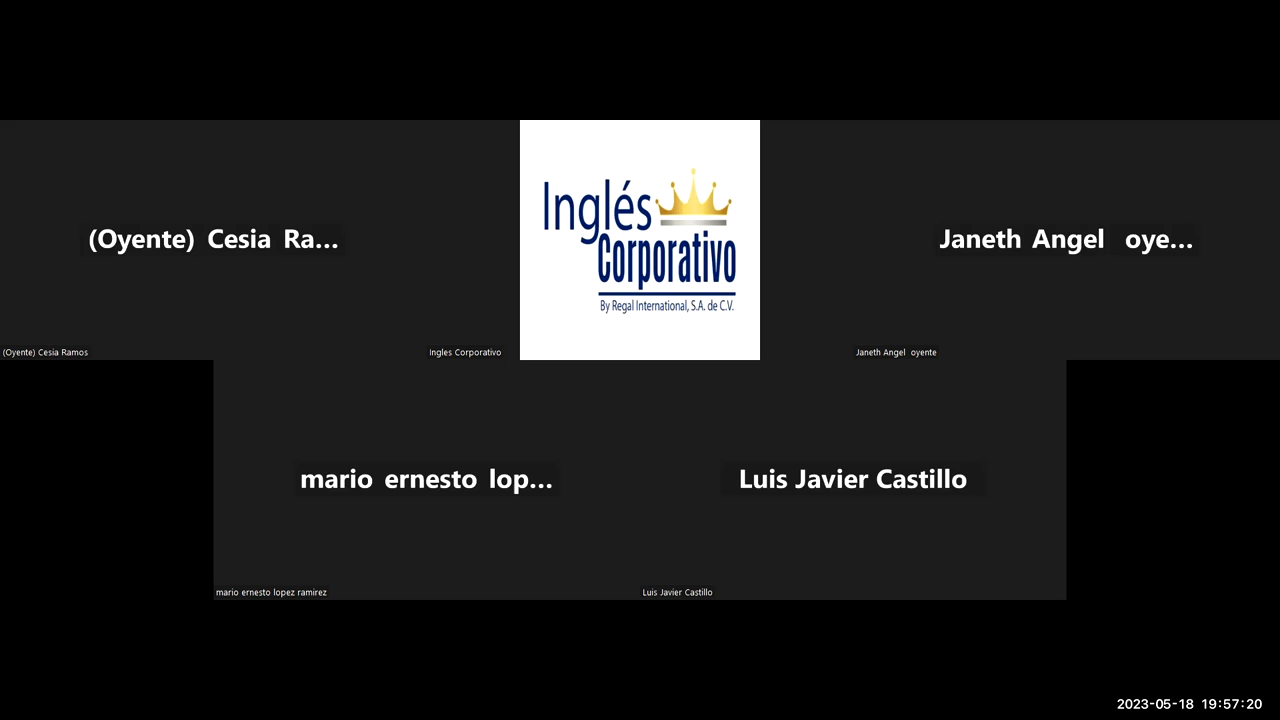 (Oyente) Cesia Ra...
Inglés
Corporativo
By Regal International, S.A. de C.V.
Janeth Angel oye...
(Oyente) Cesia Ramos
Ingles Corporativo
Janeth Angel oyente
mario ernesto lop...
Luis Javier Castillo
mario ernesto lopez ramirez
Luis Javier Castillo
2023-05-18 19:57:20